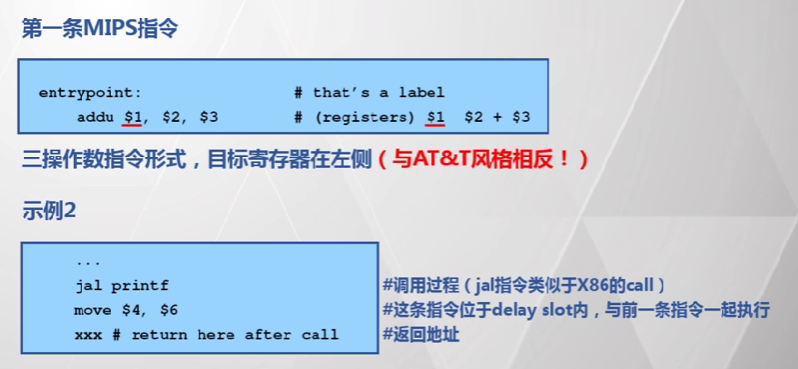 第一条MIPS指令
entrypoint: # that's a label
addu $1, $2, $3 # (registers) $1 $2 + $3
三操作数指令形式，目标寄存器在左侧（与AT&T风格相反！）
示例2
...
jal printf #调用过程（jal指令类似于X86的call）
move $4, $6 #这条指令位于delay slot内，与前一条指令一起执行
xxx # return here after call #返回地址